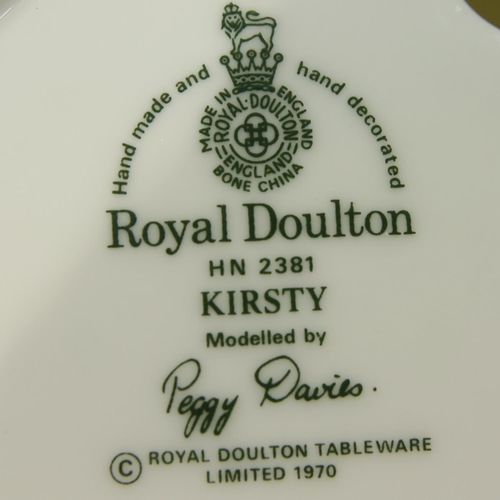 Hand made and hand decorated
MADE IN ENGLAND
ROYAL·DOULTON
ENGLAND
BONE CHINA
Royal Doulton
HN 2381
KIRSTY
Modelled by
Peggy Davies.
© ROYAL DOULTON TABLEWARE
LIMITED 1970